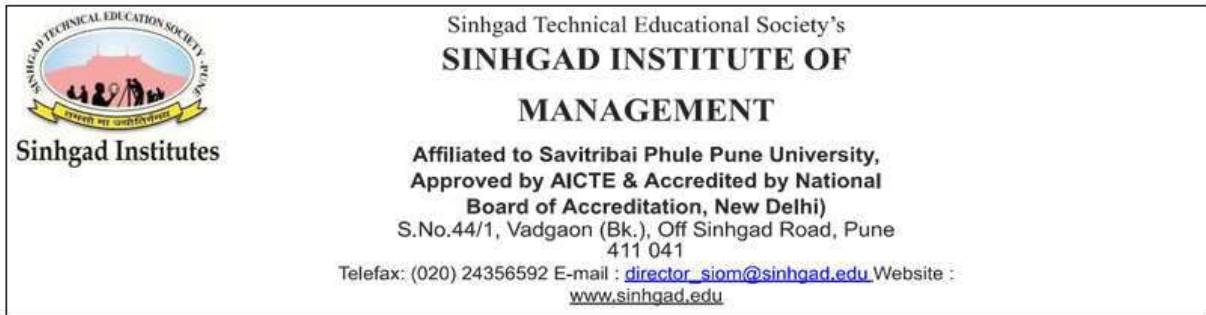 SINHGAD TECHNICAL EDUCATION SOCIETY - PUNE
तमसो मा ज्योतिर्गमय
Sinhgad Institutes
Sinhgad Technical Educational Society’s
SINHGAD INSTITUTE OF
MANAGEMENT
Affiliated to Savitribai Phule Pune University,
Approved by AICTE & Accredited by National
Board of Accreditation, New Delhi)
S.No.44/1, Vadgaon (Bk.), Off Sinhgad Road, Pune
411 041
Telefax: (020) 24356592 E-mail : director_siom@sinhgad.edu Website :
www.sinhgad.edu